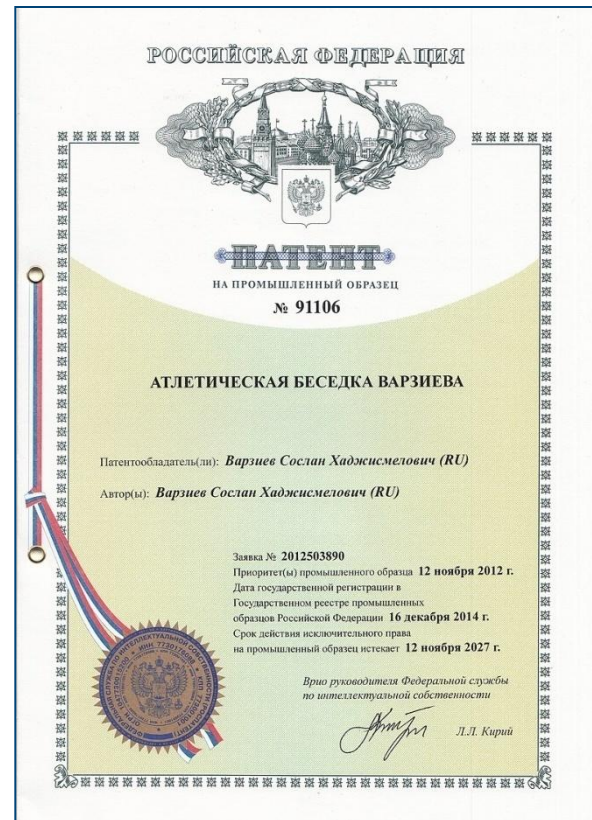 РОССИЙСКАЯ ФЕДЕРАЦИЯ
ПАТЕНТ
НА ПРОМЫШЛЕННЫЙ ОБРАЗЕЦ
№ 91106
АТЛЕТИЧЕСКАЯ БЕСЕДКА ВАРЗИЕВА
Патентообладатель(ли): Варзиев Сослан Хаджисмелович (RU)
Автор(ы): Варзиев Сослан Хаджисмелович (RU)
Заявка № 2012503890
Приоритет(ы) промышленного образца 12 ноября 2012 г.
Дата государственной регистрации в
Государственном реестре промышленных
образцов Российской Федерации 16 декабря 2014 г.
Срок действия исключительного права
на промышленный образец истекает 12 ноября 2027 г.
Врио руководителя Федеральной службы
по интеллектуальной собственности
Л.Л. Кирий